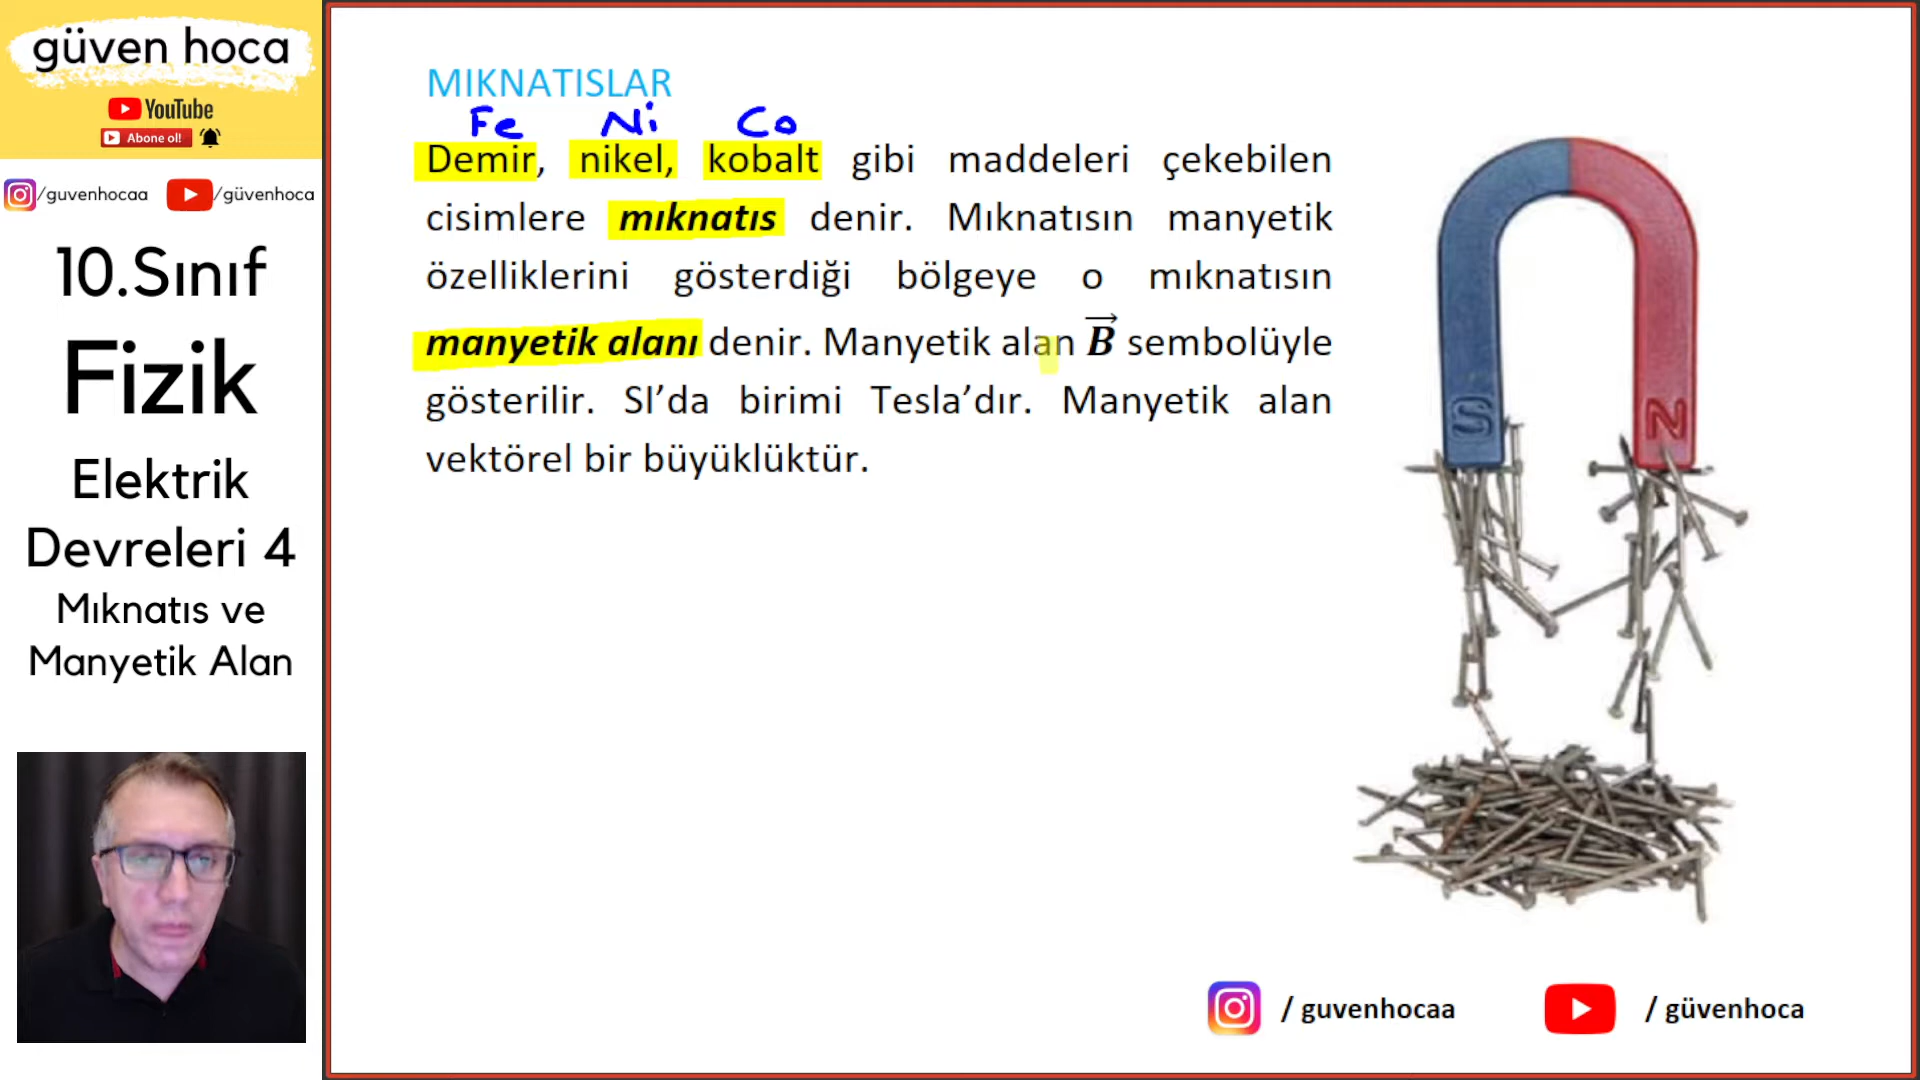 güven hoca
YouTube
Abone ol!
/guvenhocaa
/güvenhoca
10.Sınıf
Fizik
Elektrik
Devreleri 4
Mıknatıs ve
Manyetik Alan
MIKNATISLAR
Fe Ni Co
Demir, nikel, kobalt gibi maddeleri çekebilen
cisimlere mıknatıs denir. Mıknatısın manyetik
özelliklerini gösterdiği bölgeye o mıknatısın
manyetik alanı denir. Manyetik alan B⃗ sembolüyle
gösterilir. SI’da birimi Tesla’dır. Manyetik alan
vektörel bir büyüklüktür.
S
N
/ guvenhocaa
/ güvenhoca